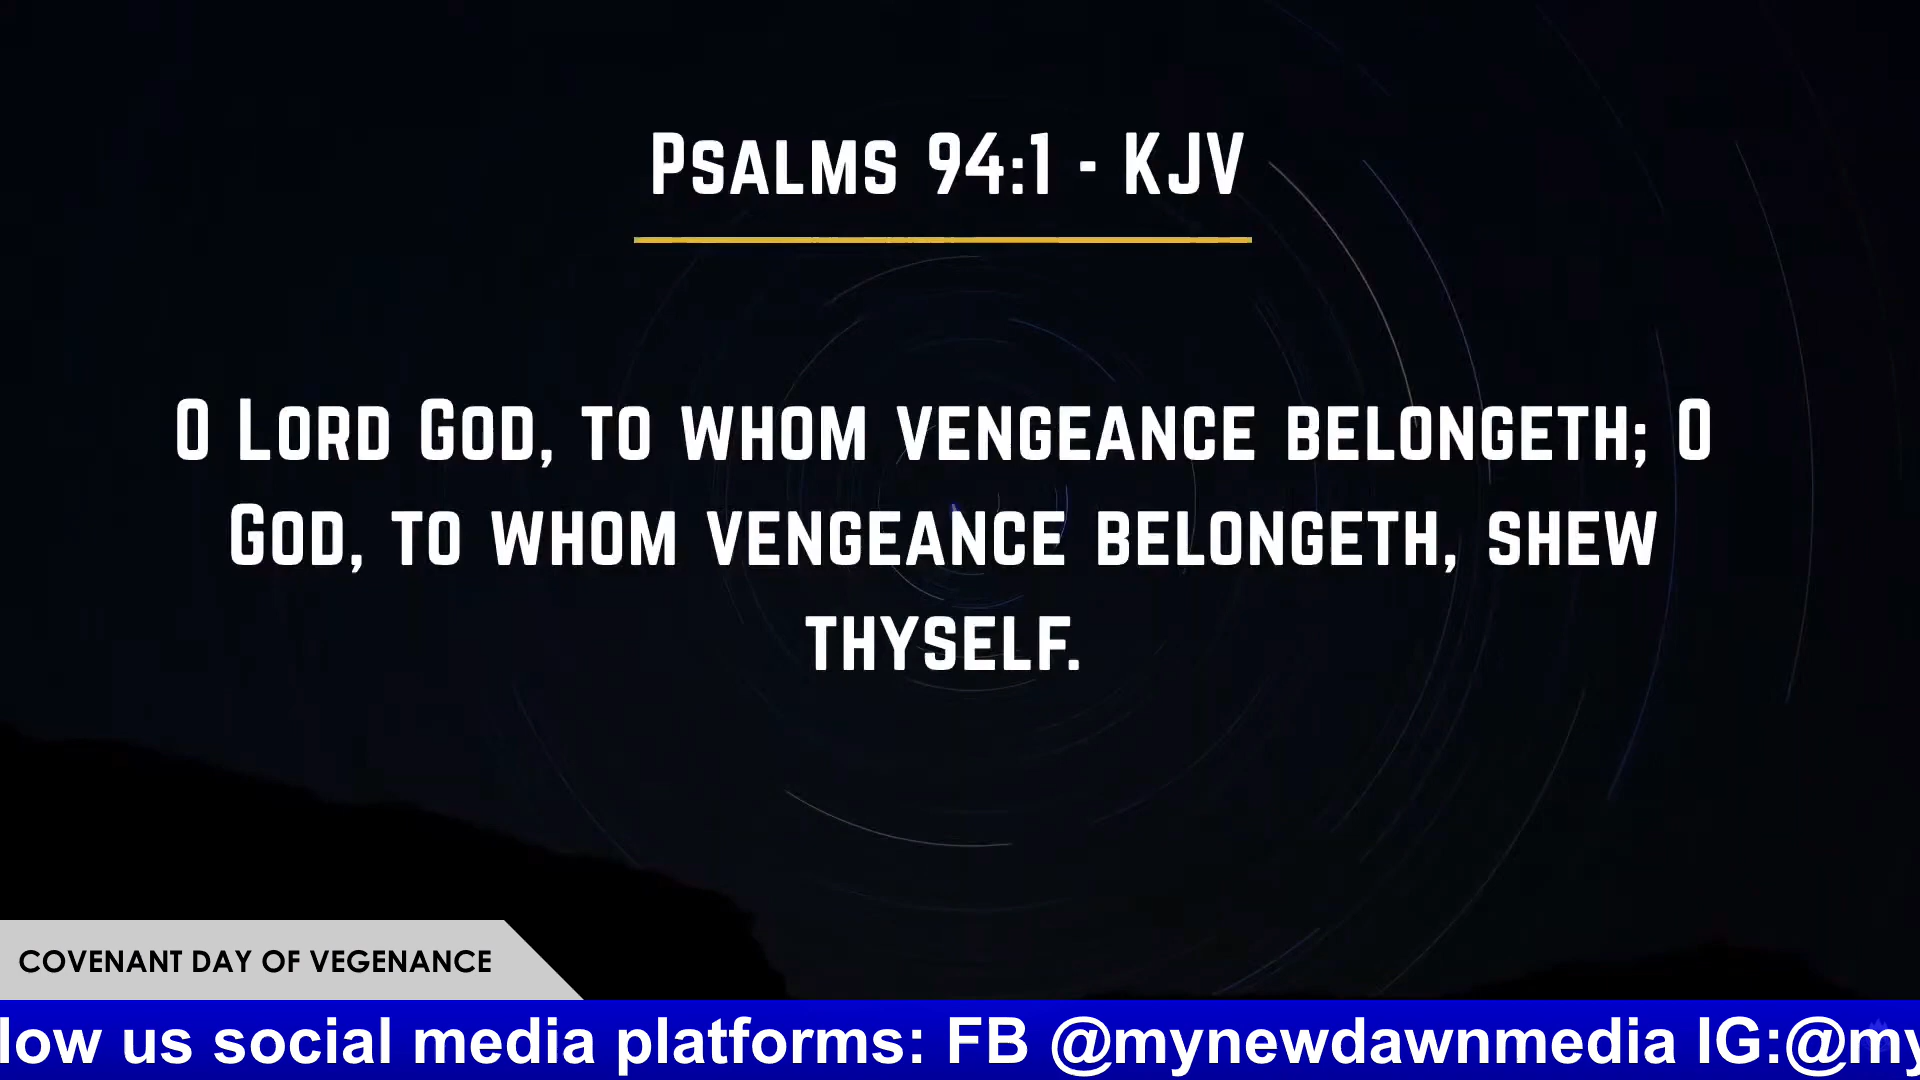 Psalms 94:1 - KJV
O Lord God, to whom vengeance belongeth; O
God, to whom vengeance belongeth, shew
thyself.
COVENANT DAY OF VEGENANCE
low us social media platforms: FB @mynewdawnmedia IG:@my